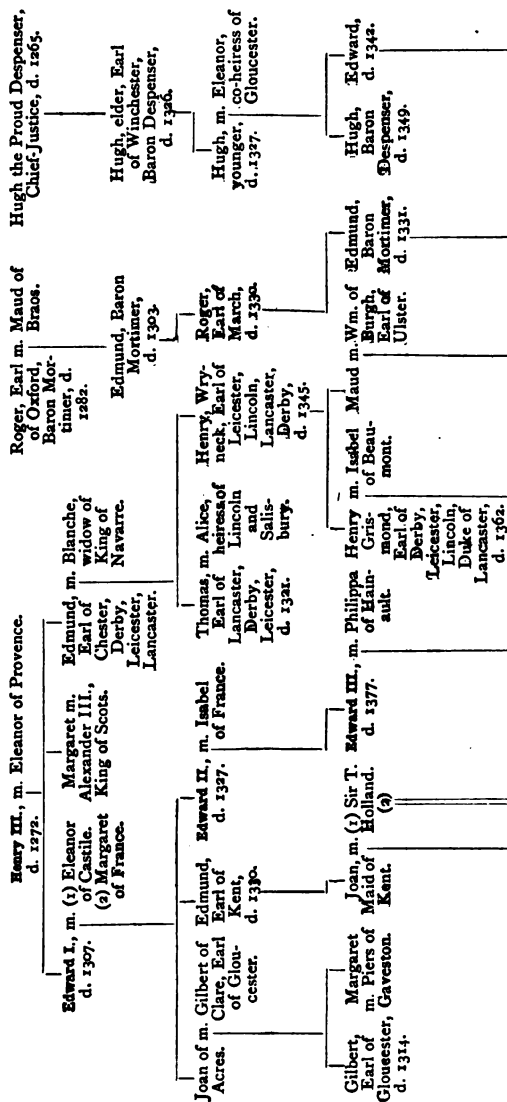 Henry III., m. Eleanor of Provence.
d. 1272.
Edward I., m. (1) Eleanor
d. 1307. of Castile.
(2) Margaret
of France.
Margaret m.
Alexander III.,
King of Scots.
Edmund, m. Blanche,
Earl of widow of
Chester, King of
Derby, Navarre.
Leicester,
Lancaster.
Roger, Earl m. Maud of
of Oxford, Braos.
Baron Mor-
timer, d.
1282.
Edmund, Baron
Mortimer,
d. 1303.
Hugh the Proud Despenser,
Chief-Justice, d. 1265.
Hugh, elder, Earl
of Winchester,
Baron Despenser,
d. 1326.
Joan of m. Gilbert of
Acres. Clare, Earl
of Glou-
cester.
Edmund,
Earl of
Kent,
d. 1330.
Edward II., m. Isabel
d. 1327. of France.
Thomas, m. Alice,
Earl of heiress of
Lancaster, Lincoln
Derby, and
Leicester, Salis-
d. 1321. bury.
Henry, Wry-
neck, Earl of
Leicester,
Lincoln,
Lancaster,
Derby,
d. 1345.
Roger,
Earl of
March,
d. 1330.
Hugh, m. Eleanor,
younger, co-heiress of
d. 1327. Gloucester.
Gilbert,
Earl of
Gloucester,
d. 1314.
Margaret
m. Piers of
Gaveston.
Joan, m. (1) Sir T.
Maid of Holland.
Kent. (2)
Edward III., m. Philippa
d. 1377. of Hain-
ault.
Henry m. Isabel
Gris- of Beau-
mond, mont.
Earl of
Derby,
Leicester,
Lincoln,
Duke of
Lancaster,
d. 1362.
Maud m. Wm. of
Burgh,
Earl of
Ulster.
Edmund,
Baron
Mortimer,
d. 1331.
Hugh,
Baron
Despenser,
d. 1349.
Edward,
d. 1342.